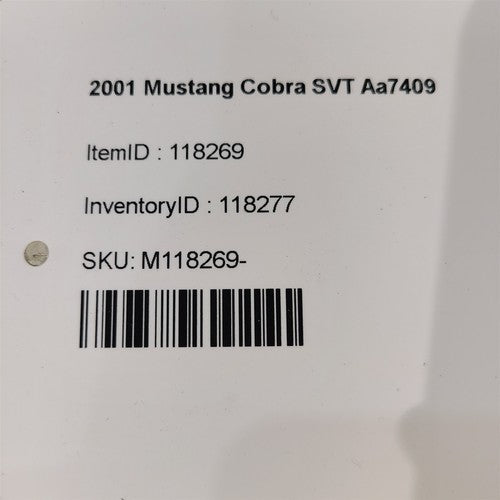 2001 Mustang Cobra SVT Aa7409
ItemID : 118269
InventoryID : 118277
SKU: M118269-